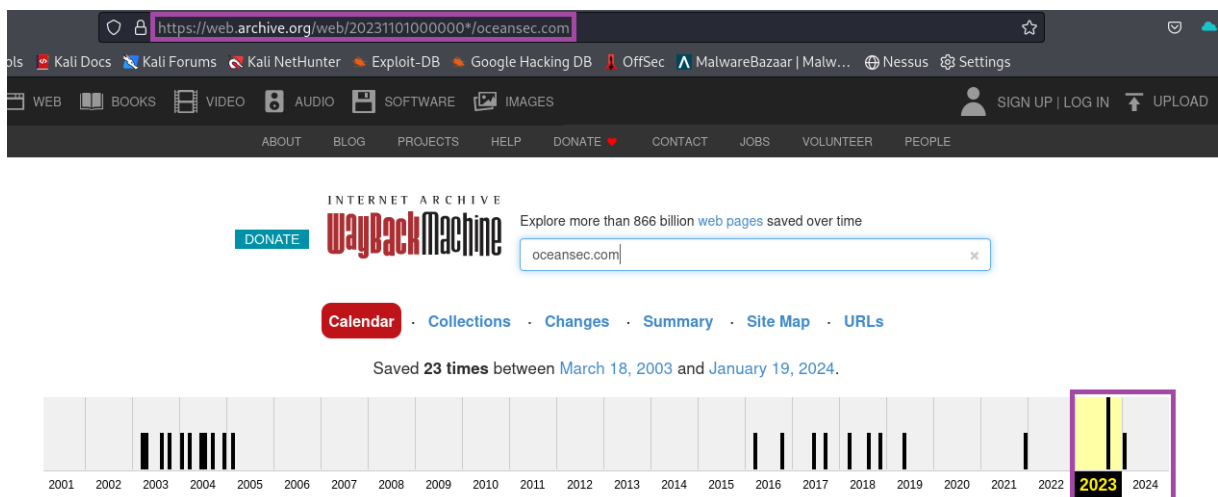 https://web.archive.org/web/20231101000000*/oceansec.com
ols Kali Docs Kali Forums Kali NetHunter Exploit-DB Google Hacking DB OffSec MalwareBazaar | Malw... Nessus Settings
WEB BOOKS VIDEO AUDIO SOFTWARE IMAGES SIGN UP | LOG IN UPLOAD
ABOUT BLOG PROJECTS HELP DONATE ♥ CONTACT JOBS VOLUNTEER PEOPLE
INTERNET ARCHIVE
DONATE WayBackMachine Explore more than 866 billion web pages saved over time
oceansec.com ×
Calendar · Collections · Changes · Summary · Site Map · URLs
Saved 23 times between March 18, 2003 and January 19, 2024.
2001 2002 2003 2004 2005 2006 2007 2008 2009 2010 2011 2012 2013 2014 2015 2016 2017 2018 2019 2020 2021 2022 2023 2024